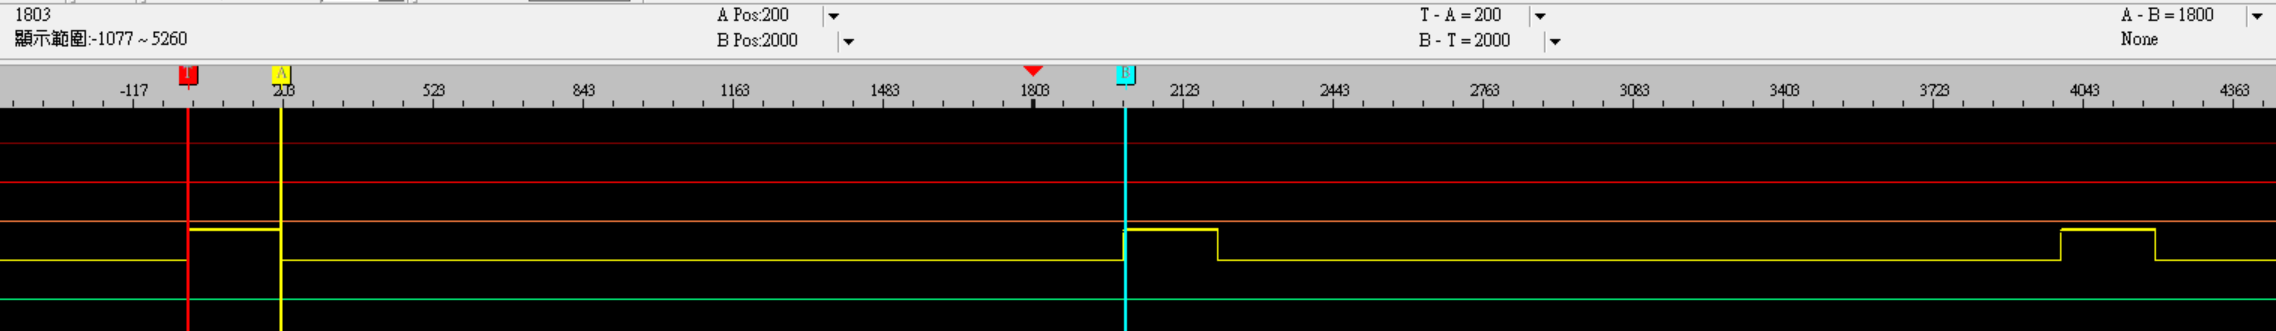 1803
A Pos:200
T - A = 200
A - B = 1800
顯示範圍:-1077 ~ 5260
B Pos:2000
B - T = 2000
None
T
A
B
-117
203
523
843
1163
1483
1803
2123
2443
2763
3083
3403
3723
4043
4363